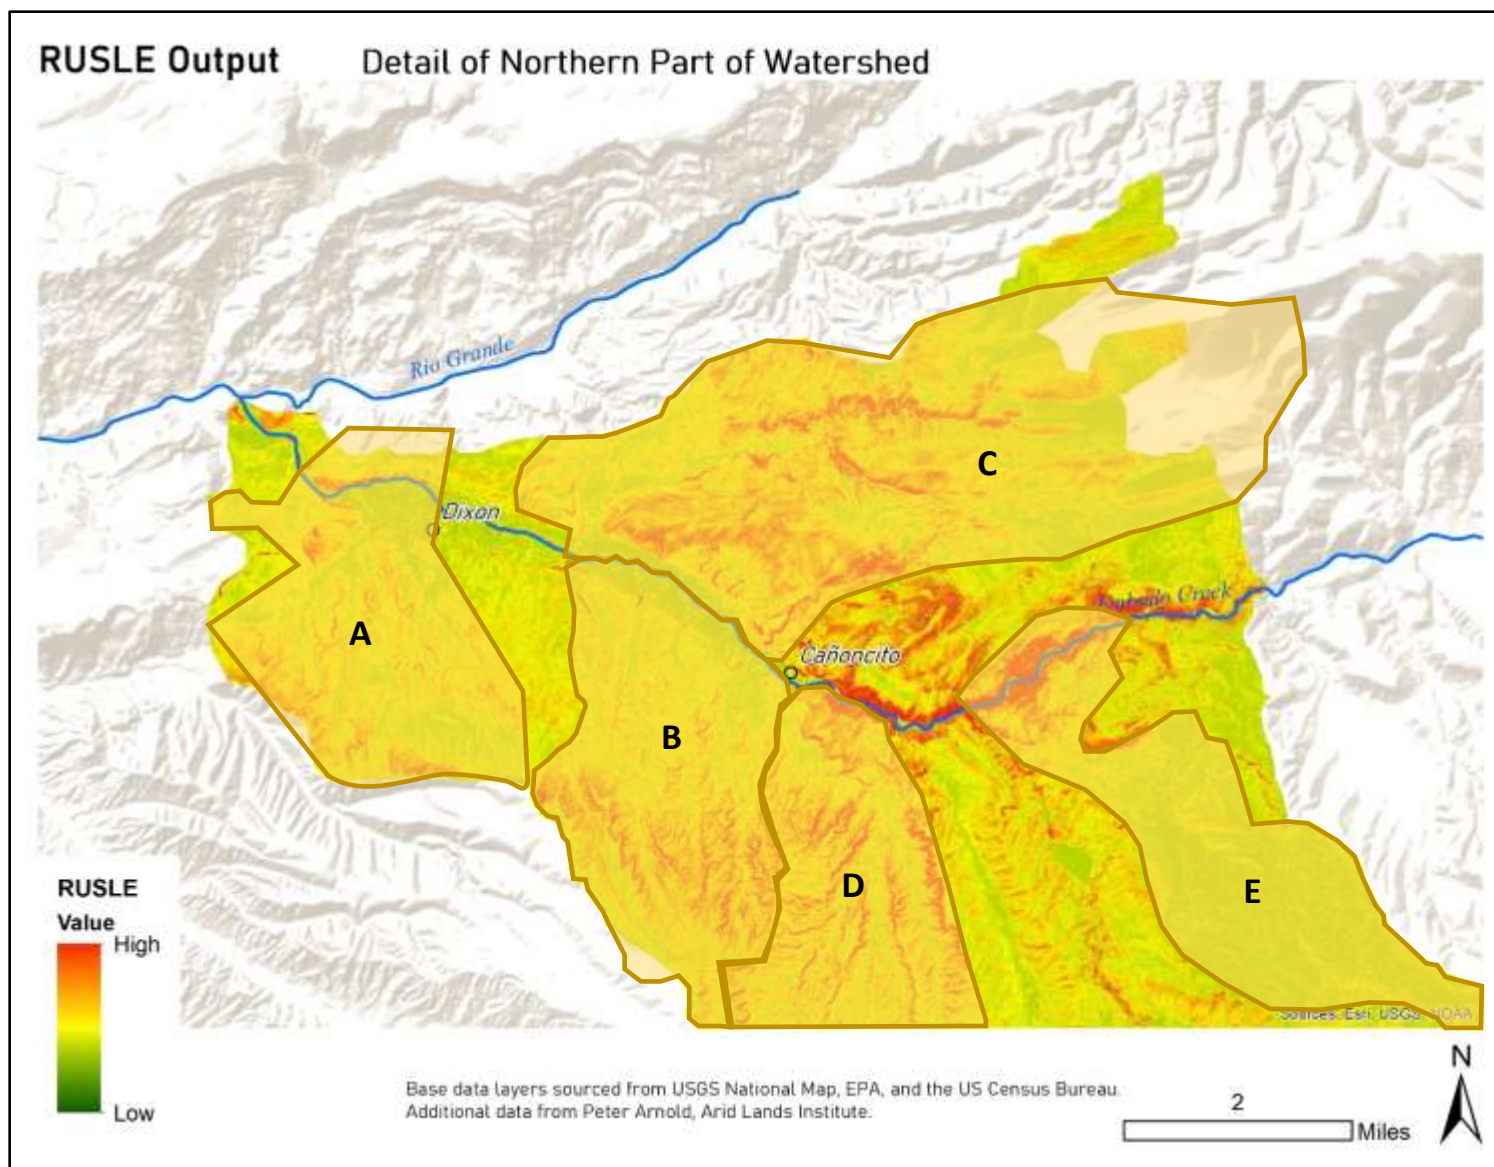 RUSLE Output
Detail of Northern Part of Watershed
Rio Grande
C
Dixon
Embudo Creek
A
Cañoncito
B
D
E
RUSLE
Value
High
Low
Sources: Esri, USGS, NOAA
N
Base data layers sourced from USGS National Map, EPA, and the US Census Bureau.
Additional data from Peter Arnold, Arid Lands Institute.
2
Miles